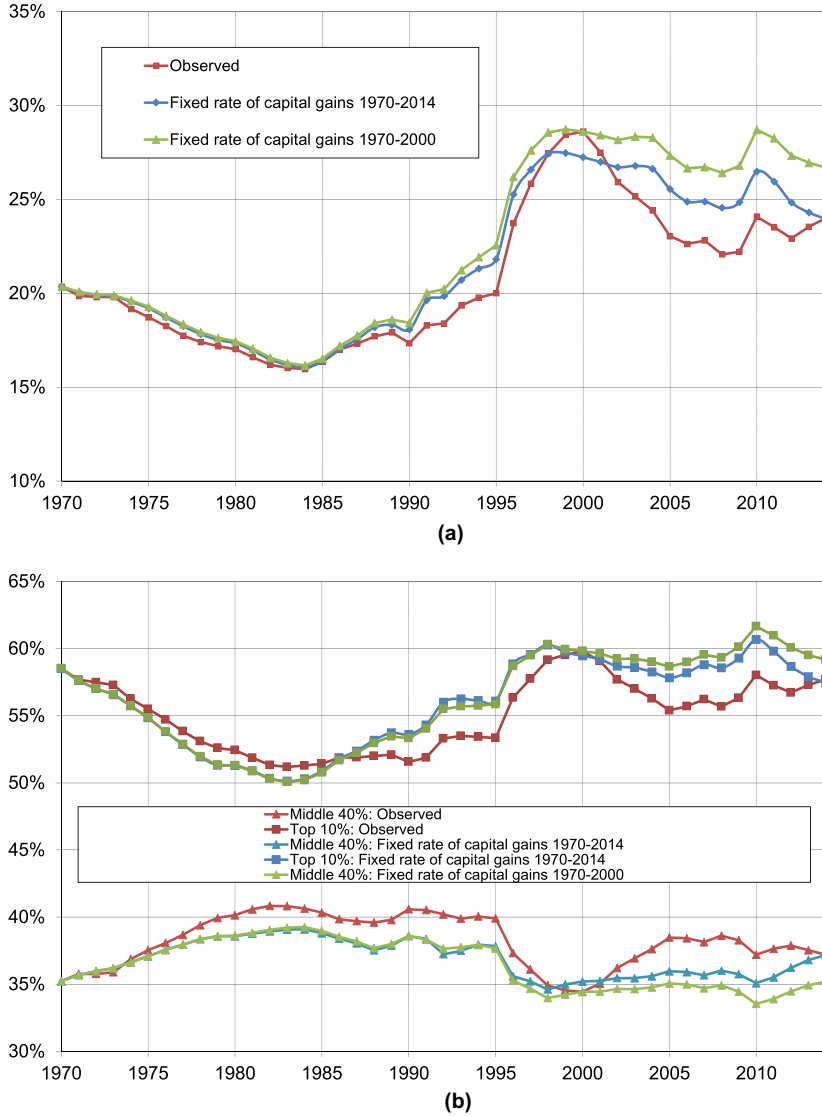 35%
30%
25%
20%
15%
10%
Observed
Fixed rate of capital gains 1970-2014
Fixed rate of capital gains 1970-2000
1970 1975 1980 1985 1990 1995 2000 2005 2010
(a)
65%
60%
55%
50%
45%
40%
35%
30%
Middle 40%: Observed
Top 10%: Observed
Middle 40%: Fixed rate of capital gains 1970-2014
Top 10%: Fixed rate of capital gains 1970-2014
Middle 40%: Fixed rate of capital gains 1970-2000
1970 1975 1980 1985 1990 1995 2000 2005 2010
(b)